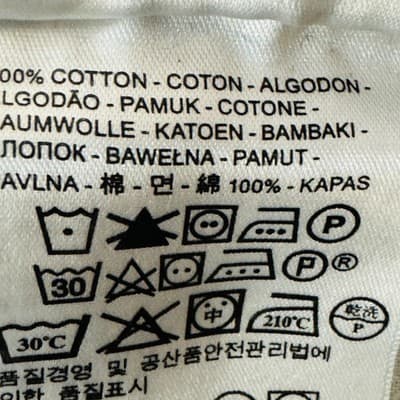 00% COTTON - COTON - ALGODON -
LGODÃO - PAMUK - COTONE -
AUMWOLLE - KATOEN - BAMBAKI -
ЛОПОК - BAWEŁNA - PAMUT -
AVLNA - 棉 - 면 - 綿 100% - KAPAS
P
30 P ®
30℃ 中 210℃ 乾洗 P
품질경영 및 공산품안전관리법에
의한 품질표시